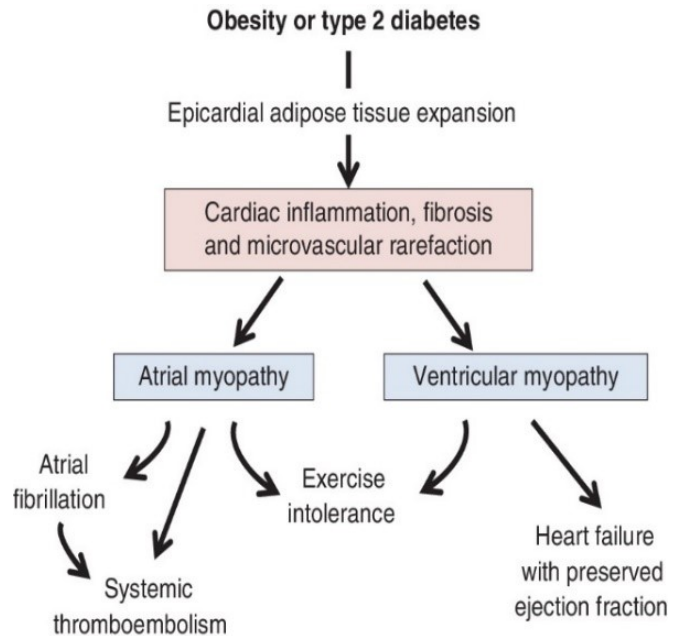 Obesity or type 2 diabetes
Epicardial adipose tissue expansion
Cardiac inflammation, fibrosis
and microvascular rarefaction
Atrial myopathy
Ventricular myopathy
Atrial
fibrillation
Exercise
intolerance
Systemic
thromboembolism
Heart failure
with preserved
ejection fraction